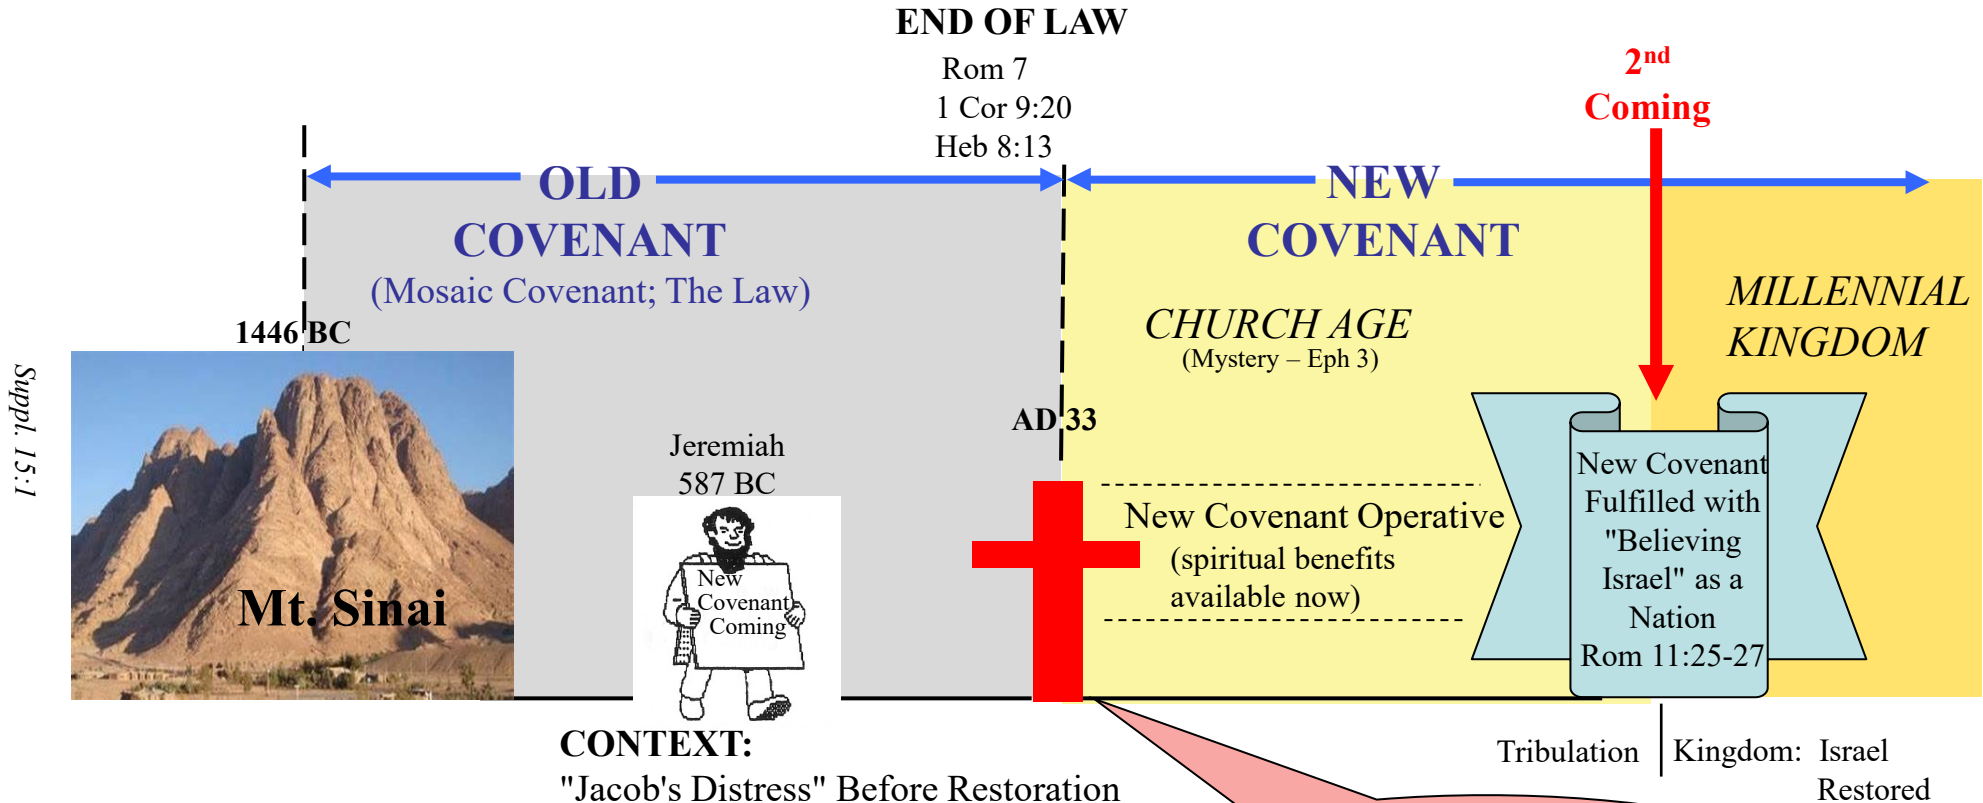 END OF LAW
Rom 7
1 Cor 9:20
Heb 8:13
2nd
Coming
OLD
COVENANT
(Mosaic Covenant; The Law)
NEW
COVENANT
1446 BC
CHURCH AGE
(Mystery – Eph 3)
MILLENNIAL
KINGDOM
Suppl. 15:1
AD 33
Jeremiah
587 BC
New
Covenant
Coming
Mt. Sinai
New Covenant Operative
(spiritual benefits
available now)
New Covenant
Fulfilled with
"Believing
Israel" as a
Nation
Rom 11:25-27
CONTEXT:
"Jacob's Distress" Before Restoration
Tribulation
Kingdom: Israel
Restored